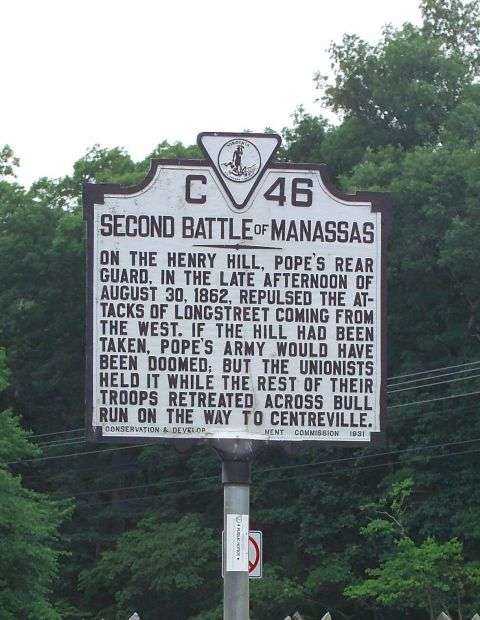 C 46
SECOND BATTLE OF MANASSAS
ON THE HENRY HILL, POPE'S REAR
GUARD, IN THE LATE AFTERNOON OF
AUGUST 30, 1862, REPULSED THE AT-
TACKS OF LONGSTREET COMING FROM
THE WEST. IF THE HILL HAD BEEN
TAKEN, POPE'S ARMY WOULD HAVE
BEEN DOOMED; BUT THE UNIONISTS
HELD IT WHILE THE REST OF THEIR
TROOPS RETREATED ACROSS BULL
RUN ON THE WAY TO CENTREVILLE.
CONSERVATION & DEVELOP MENT COMMISSION 1931